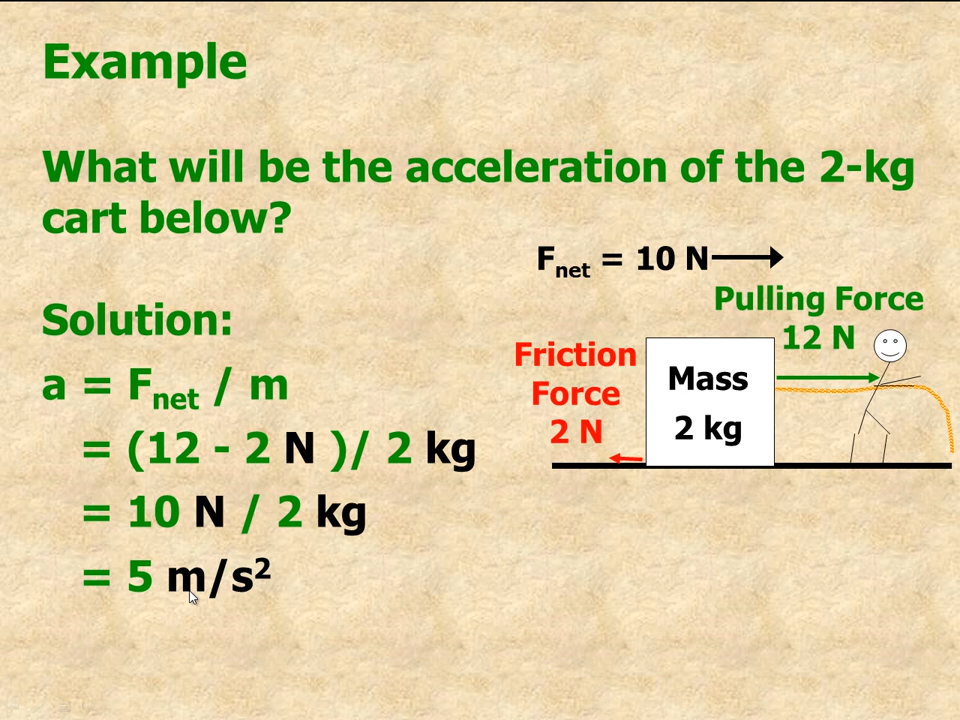 Example
What will be the acceleration of the 2-kg
cart below?
F_net = 10 N
Pulling Force
12 N
Friction
Force
2 N
Mass
2 kg
Solution:
a = F_net / m
= (12 - 2 N )/ 2 kg
= 10 N / 2 kg
= 5 m/s²